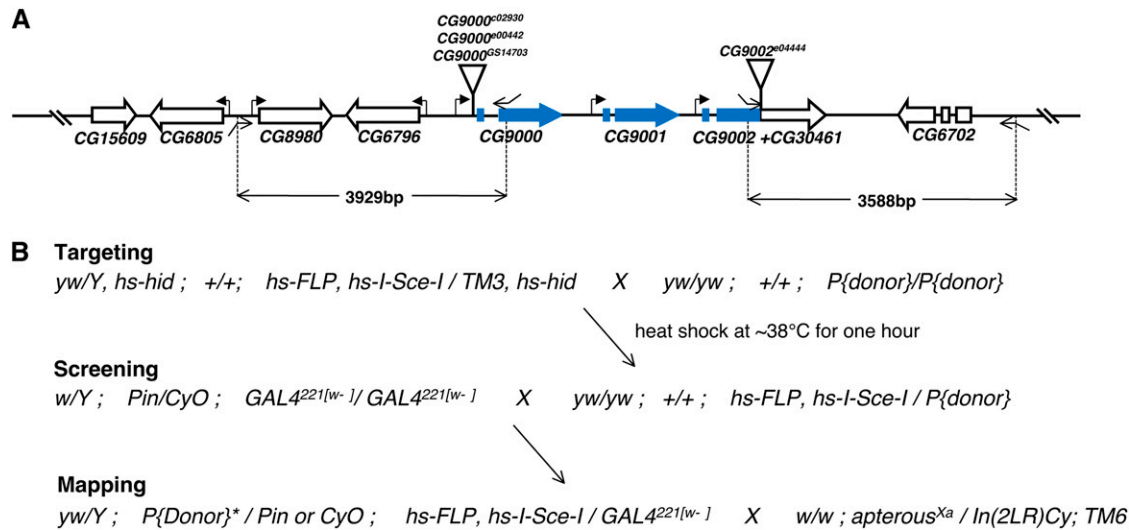 A
CG9000c02930
CG9000e00442
CG9000GS14703
CG9002e04444
CG15609 CG6805 CG8980 CG6796 CG9000 CG9001 CG9002 +CG30461 CG6702
3929bp 3588bp
B Targeting
yw/Y, hs-hid ; +/+; hs-FLP, hs-I-Sce-I / TM3, hs-hid X yw/yw ; +/+ ; P{donor}/P{donor}
heat shock at ~38°C for one hour
Screening
w/Y ; Pin/CyO ; GAL4221[w- ]/ GAL4221[w- ] X yw/yw ; +/+ ; hs-FLP, hs-I-Sce-I / P{donor}
Mapping
yw/Y ; P{Donor}* / Pin or CyO ; hs-FLP, hs-I-Sce-I / GAL4221[w- ] X w/w ; apterousXa / In(2LR)Cy; TM6